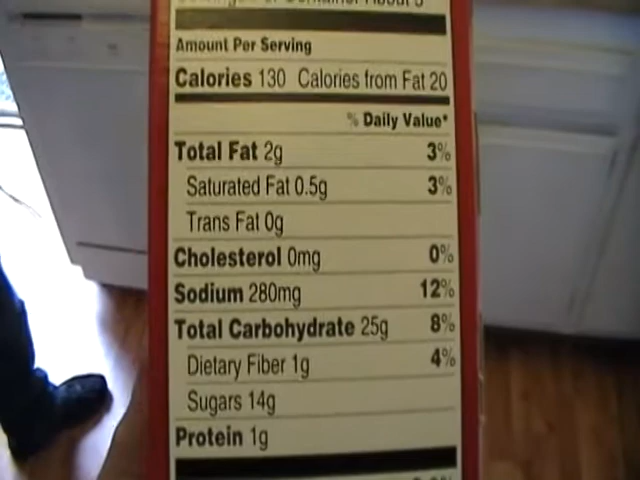 Amount Per Serving
Calories 130 Calories from Fat 20
% Daily Value*
Total Fat 2g 3%
Saturated Fat 0.5g 3%
Trans Fat 0g
Cholesterol 0mg 0%
Sodium 280mg 12%
Total Carbohydrate 25g 8%
Dietary Fiber 1g 4%
Sugars 14g
Protein 1g